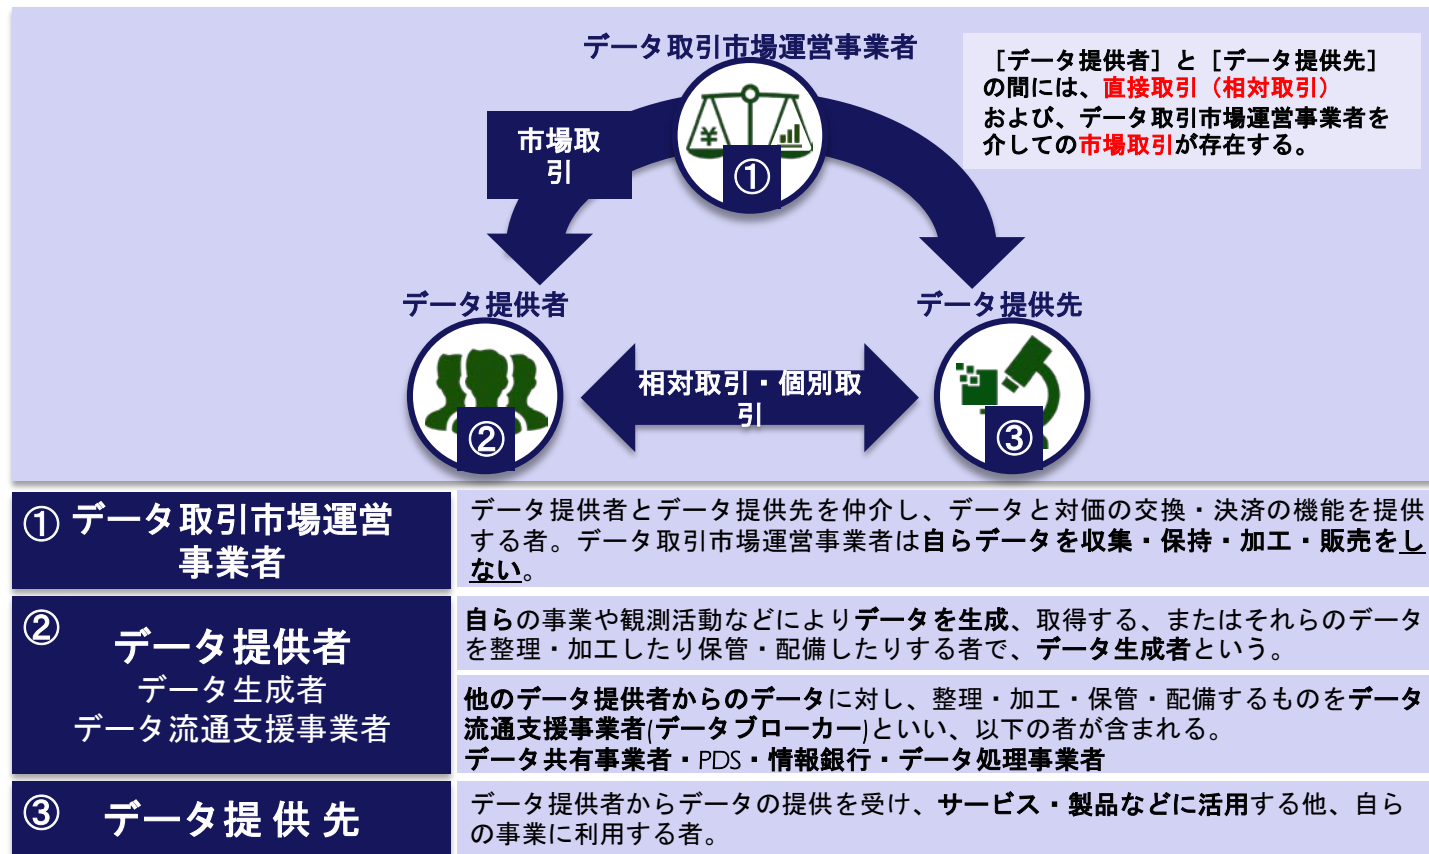 データ取引市場運営事業者
［データ提供者］と［データ提供先］
の間には、直接取引（相対取引）
および、データ取引市場運営事業者を
介しての市場取引が存在する。
市場取
引
¥
①
データ提供者
データ提供先
相対取引・個別取
引
②
③
① データ取引市場運営
事業者
データ提供者とデータ提供先を仲介し、データと対価の交換・決済の機能を提供
する者。データ取引市場運営事業者は自らデータを収集・保持・加工・販売をし
ない。
②
データ提供者
データ生成者
データ流通支援事業者
自らの事業や観測活動などによりデータを生成、取得する、またはそれらのデータ
を整理・加工したり保管・配備したりする者で、データ生成者という。
他のデータ提供者からのデータに対し、整理・加工・保管・配備するものをデータ
流通支援事業者(データブローカー)といい、以下の者が含まれる。
データ共有事業者・PDS・情報銀行・データ処理事業者
③ データ提 供 先
データ提供者からデータの提供を受け、サービス・製品などに活用する他、自ら
の事業に利用する者。